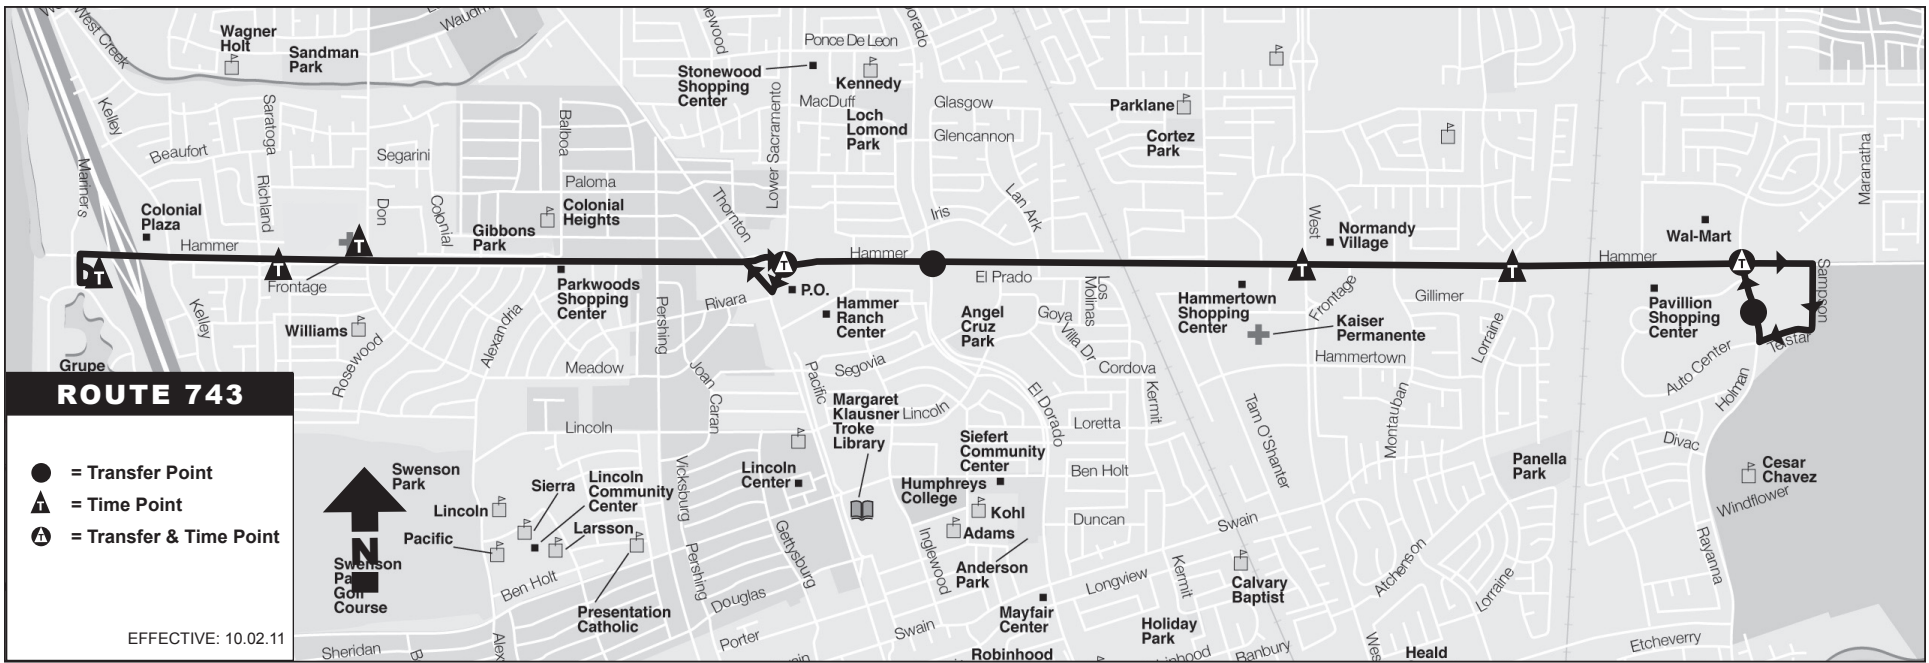 West Creek
Wagner
Holt
Sandman
Park
Ponce De Leon
Stonewood
Shopping
Center
Kennedy
MacDuff
Loch
Lomond
Park
Glasgow
Glencannon
Parklane
Cortez
Park
Kelley
Saratoga
Balboa
Lower Sacramento
Maranatha
Beaufort
Segarini
Mariners
Richland
Don
Colonial
Paloma
Colonial
Heights
Thornton
Iris
Lan Ark
West
Normandy
Village
Wal-Mart
Colonial
Plaza
Hammer
Gibbons
Park
Hammer
Hammer
Frontage
Parkwoods
Shopping
Center
P.O.
El Prado
Los
Molinas
Hammertown
Shopping
Center
Frontage
Gillimer
Pavillion
Shopping
Center
Sampson
Telstar
Kelley
Williams
Rosewood
Alexandria
Pershing
Rivara
Hammer
Ranch
Center
Angel
Cruz
Park
Goya
Villa Dr
Kaiser
Permanente
Hammertown
Lorraine
Auto Center
Holman
Grupe
Meadow
Joan
Caran
Pacific
Segovia
Cordova
Kermit
Tam O'Shanter
Montauban
ROUTE 743
Margaret
Klausner
Troke
Library
Lincoln
El Dorado
Loretta
Lincoln
Siefert
Community
Center
Ben Holt
Divac
= Transfer Point
= Time Point
= Transfer & Time Point
Swenson
Park
Sierra
Lincoln
Community
Center
Vicksburg
Lincoln
Center
Humphreys
College
Kohl
Adams
Panella
Park
Cesar
Chavez
Windflower
Lincoln
Pacific
Larsson
Gettysburg
Inglewood
Duncan
Swain
N
Swenson
Golf
Course
Ben Holt
Presentation
Catholic
Pershing
Douglas
Anderson
Park
Longview
Kermit
Calvary
Baptist
Atchenson
Lorraine
Rayanna
Mayfair
Center
Holiday
Park
EFFECTIVE: 10.02.11
Sheridan
Porter
Swain
Robinhood
Banbury
Heald
Etcheverry